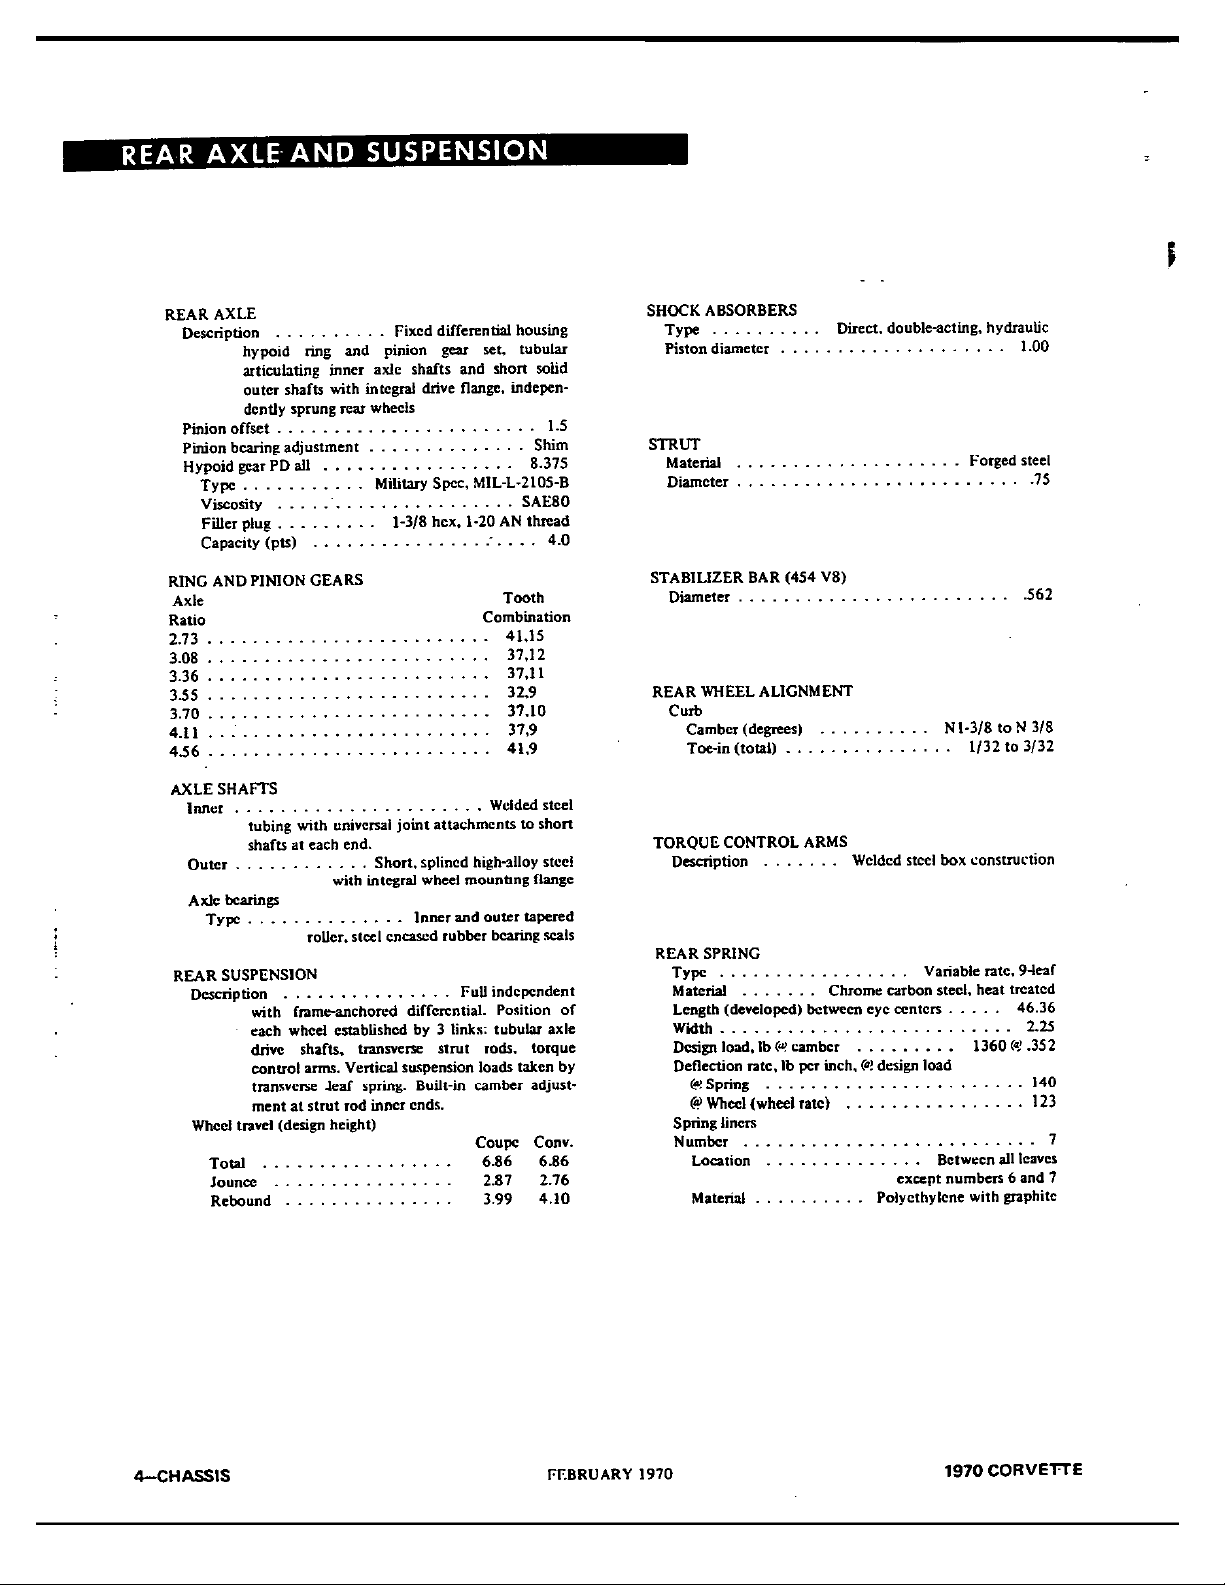 REAR AXLE AND SUSPENSION
REAR AXLE
Description . . . . . . . . . . Fixed differential housing
hypoid ring and pinion gear set, tubular
articulating inner axle shafts and short solid
outer shafts with integral drive flange, indepen-
dently sprung rear wheels
Pinion offset . . . . . . . . . . . . . . . . . . . . . . . 1.5
Pinion bearing adjustment . . . . . . . . . . . . . . Shim
Hypoid gear PD all . . . . . . . . . . . . . . . . . 8.375
Type . . . . . . . . . . . Military Spec, MIL-L-2105-B
Viscosity . . . . . . . . . . . . . . . . . . . . . SAE80
Filler plug . . . . . . . . . 1-3/8 hex, 1-20 AN thread
Capacity (pts) . . . . . . . . . . . . . . . . . . . . 4.0
RING AND PINION GEARS
Axle Tooth
Ratio Combination
2.73 . . . . . . . . . . . . . . . . . . . . . . . . . 41,15
3.08 . . . . . . . . . . . . . . . . . . . . . . . . . 37,12
3.36 . . . . . . . . . . . . . . . . . . . . . . . . . 37,11
3.55 . . . . . . . . . . . . . . . . . . . . . . . . . 32,9
3.70 . . . . . . . . . . . . . . . . . . . . . . . . . 37,10
4.11 . . . . . . . . . . . . . . . . . . . . . . . . . 37,9
4.56 . . . . . . . . . . . . . . . . . . . . . . . . . 41,9
AXLE SHAFTS
Inner . . . . . . . . . . . . . . . . . . . . . . Welded steel
tubing with universal joint attachments to short
shafts at each end.
Outer . . . . . . . . . . . . Short, splined high-alloy steel
with integral wheel mounting flange
Axle bearings
Type . . . . . . . . . . . . . . Inner and outer tapered
roller, steel encased rubber bearing seals
REAR SUSPENSION
Description . . . . . . . . . . . . . . . Full independent
with frame-anchored differential. Position of
each wheel established by 3 links: tubular axle
drive shafts, transverse strut rods, torque
control arms. Vertical suspension loads taken by
transverse leaf spring. Built-in camber adjust-
ment at strut rod inner ends.
Wheel travel (design height)
Coupe Conv.
Total . . . . . . . . . . . . . . . . . 6.86 6.86
Jounce . . . . . . . . . . . . . . . . 2.87 2.76
Rebound . . . . . . . . . . . . . . . 3.99 4.10
SHOCK ABSORBERS
Type . . . . . . . . . . Direct, double-acting, hydraulic
Piston diameter . . . . . . . . . . . . . . . . . . . . 1.00
STRUT
Material . . . . . . . . . . . . . . . . . . . . Forged steel
Diameter . . . . . . . . . . . . . . . . . . . . . . . . . .75
STABILIZER BAR (454 V8)
Diameter . . . . . . . . . . . . . . . . . . . . . . . . .562
REAR WHEEL ALIGNMENT
Curb
Camber (degrees) . . . . . . . . . . N1-3/8 to N 3/8
Toe-in (total) . . . . . . . . . . . . . . . 1/32 to 3/32
TORQUE CONTROL ARMS
Description . . . . . . . Welded steel box construction
REAR SPRING
Type . . . . . . . . . . . . . . . . . Variable rate, 9-leaf
Material . . . . . . . Chrome carbon steel, heat treated
Length (developed) between eye centers . . . . . 46.36
Width . . . . . . . . . . . . . . . . . . . . . . . . . . 2.25
Design load, lb @ camber . . . . . . . . . 1360 @ .352
Deflection rate, lb per inch, @ design load
@ Spring . . . . . . . . . . . . . . . . . . . . . . . 140
@ Wheel (wheel rate) . . . . . . . . . . . . . . . . 123
Spring liners
Number . . . . . . . . . . . . . . . . . . . . . . . . . . 7
Location . . . . . . . . . . . . . . Between all leaves
except numbers 6 and 7
Material . . . . . . . . . . Polyethylene with graphite
4—CHASSIS FEBRUARY 1970 1970 CORVETTE